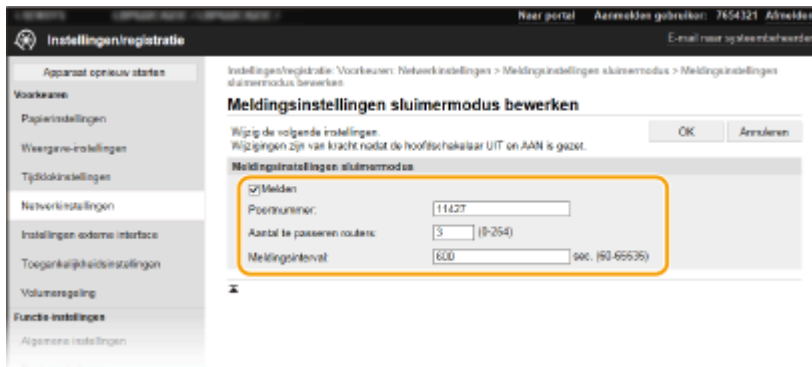 Naar portal Aanmelden gebruiker: 7654321 Afmelden
Instellingen/registratie
E-mail naar systeembeheerder
Apparaat opnieuw starten
Voorkeuren
Papierinstellingen
Weergave-instellingen
Tijdklokinstellingen
Netwerkinstellingen
Instellingen externe interface
Toegankelijkheidsinstellingen
Volumeregeling
Functie-instellingen
Algemene instellingen
Instellingen/registratie: Voorkeuren: Netwerkinstellingen > Meldingsinstellingen sluimermodus > Meldingsinstellingen
sluimermodus bewerken
Meldingsinstellingen sluimermodus bewerken
Wijzig de volgende instellingen.
Wijzigingen zijn van kracht nadat de hoofdschakelaar UIT en AAN is gezet.
OK Annuleren
Meldingsinstellingen sluimermodus
Melden
Poortnummer: 11427
Aantal te passeren routers: 3 (0-254)
Meldingsinterval: 600 sec. (60-65535)